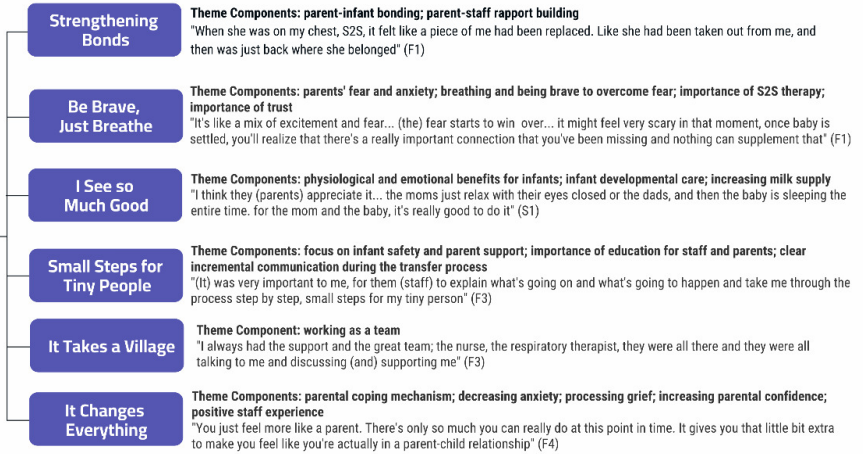 Strengthening
Bonds
Theme Components: parent-infant bonding; parent-staff rapport building
"When she was on my chest, S2S, it felt like a piece of me had been replaced. Like she had been taken out from me, and
then was just back where she belonged" (F1)
Be Brave,
Just Breathe
Theme Components: parents' fear and anxiety; breathing and being brave to overcome fear; importance of S2S therapy;
importance of trust
"It's like a mix of excitement and fear... (the) fear starts to win over... it might feel very scary in that moment, once baby is
settled, you'll realize that there's a really important connection that you've been missing and nothing can supplement that" (F1)
I See so
Much Good
Theme Components: physiological and emotional benefits for infants; infant developmental care; increasing milk supply
"I think they (parents) appreciate it... the moms just relax with their eyes closed or the dads, and then the baby is sleeping the
entire time. for the mom and the baby, it's really good to do it" (S1)
Small Steps for
Tiny People
Theme Components: focus on infant safety and parent support; importance of education for staff and parents; clear
incremental communication during the transfer process
"(It) was very important to me, for them (staff) to explain what's going on and what's going to happen and take me through the
process step by step, small steps for my tiny person" (F3)
It Takes a Village
Theme Component: working as a team
"I always had the support and the great team; the nurse, the respiratory therapist, they were all there and they were all
talking to me and discussing (and) supporting me" (F3)
It Changes
Everything
Theme Components: parental coping mechanism; decreasing anxiety; processing grief; increasing parental confidence;
positive staff experience
"You just feel more like a parent. There's only so much you can really do at this point in time. It gives you that little bit extra
to make you feel like you're actually in a parent-child relationship" (F4)